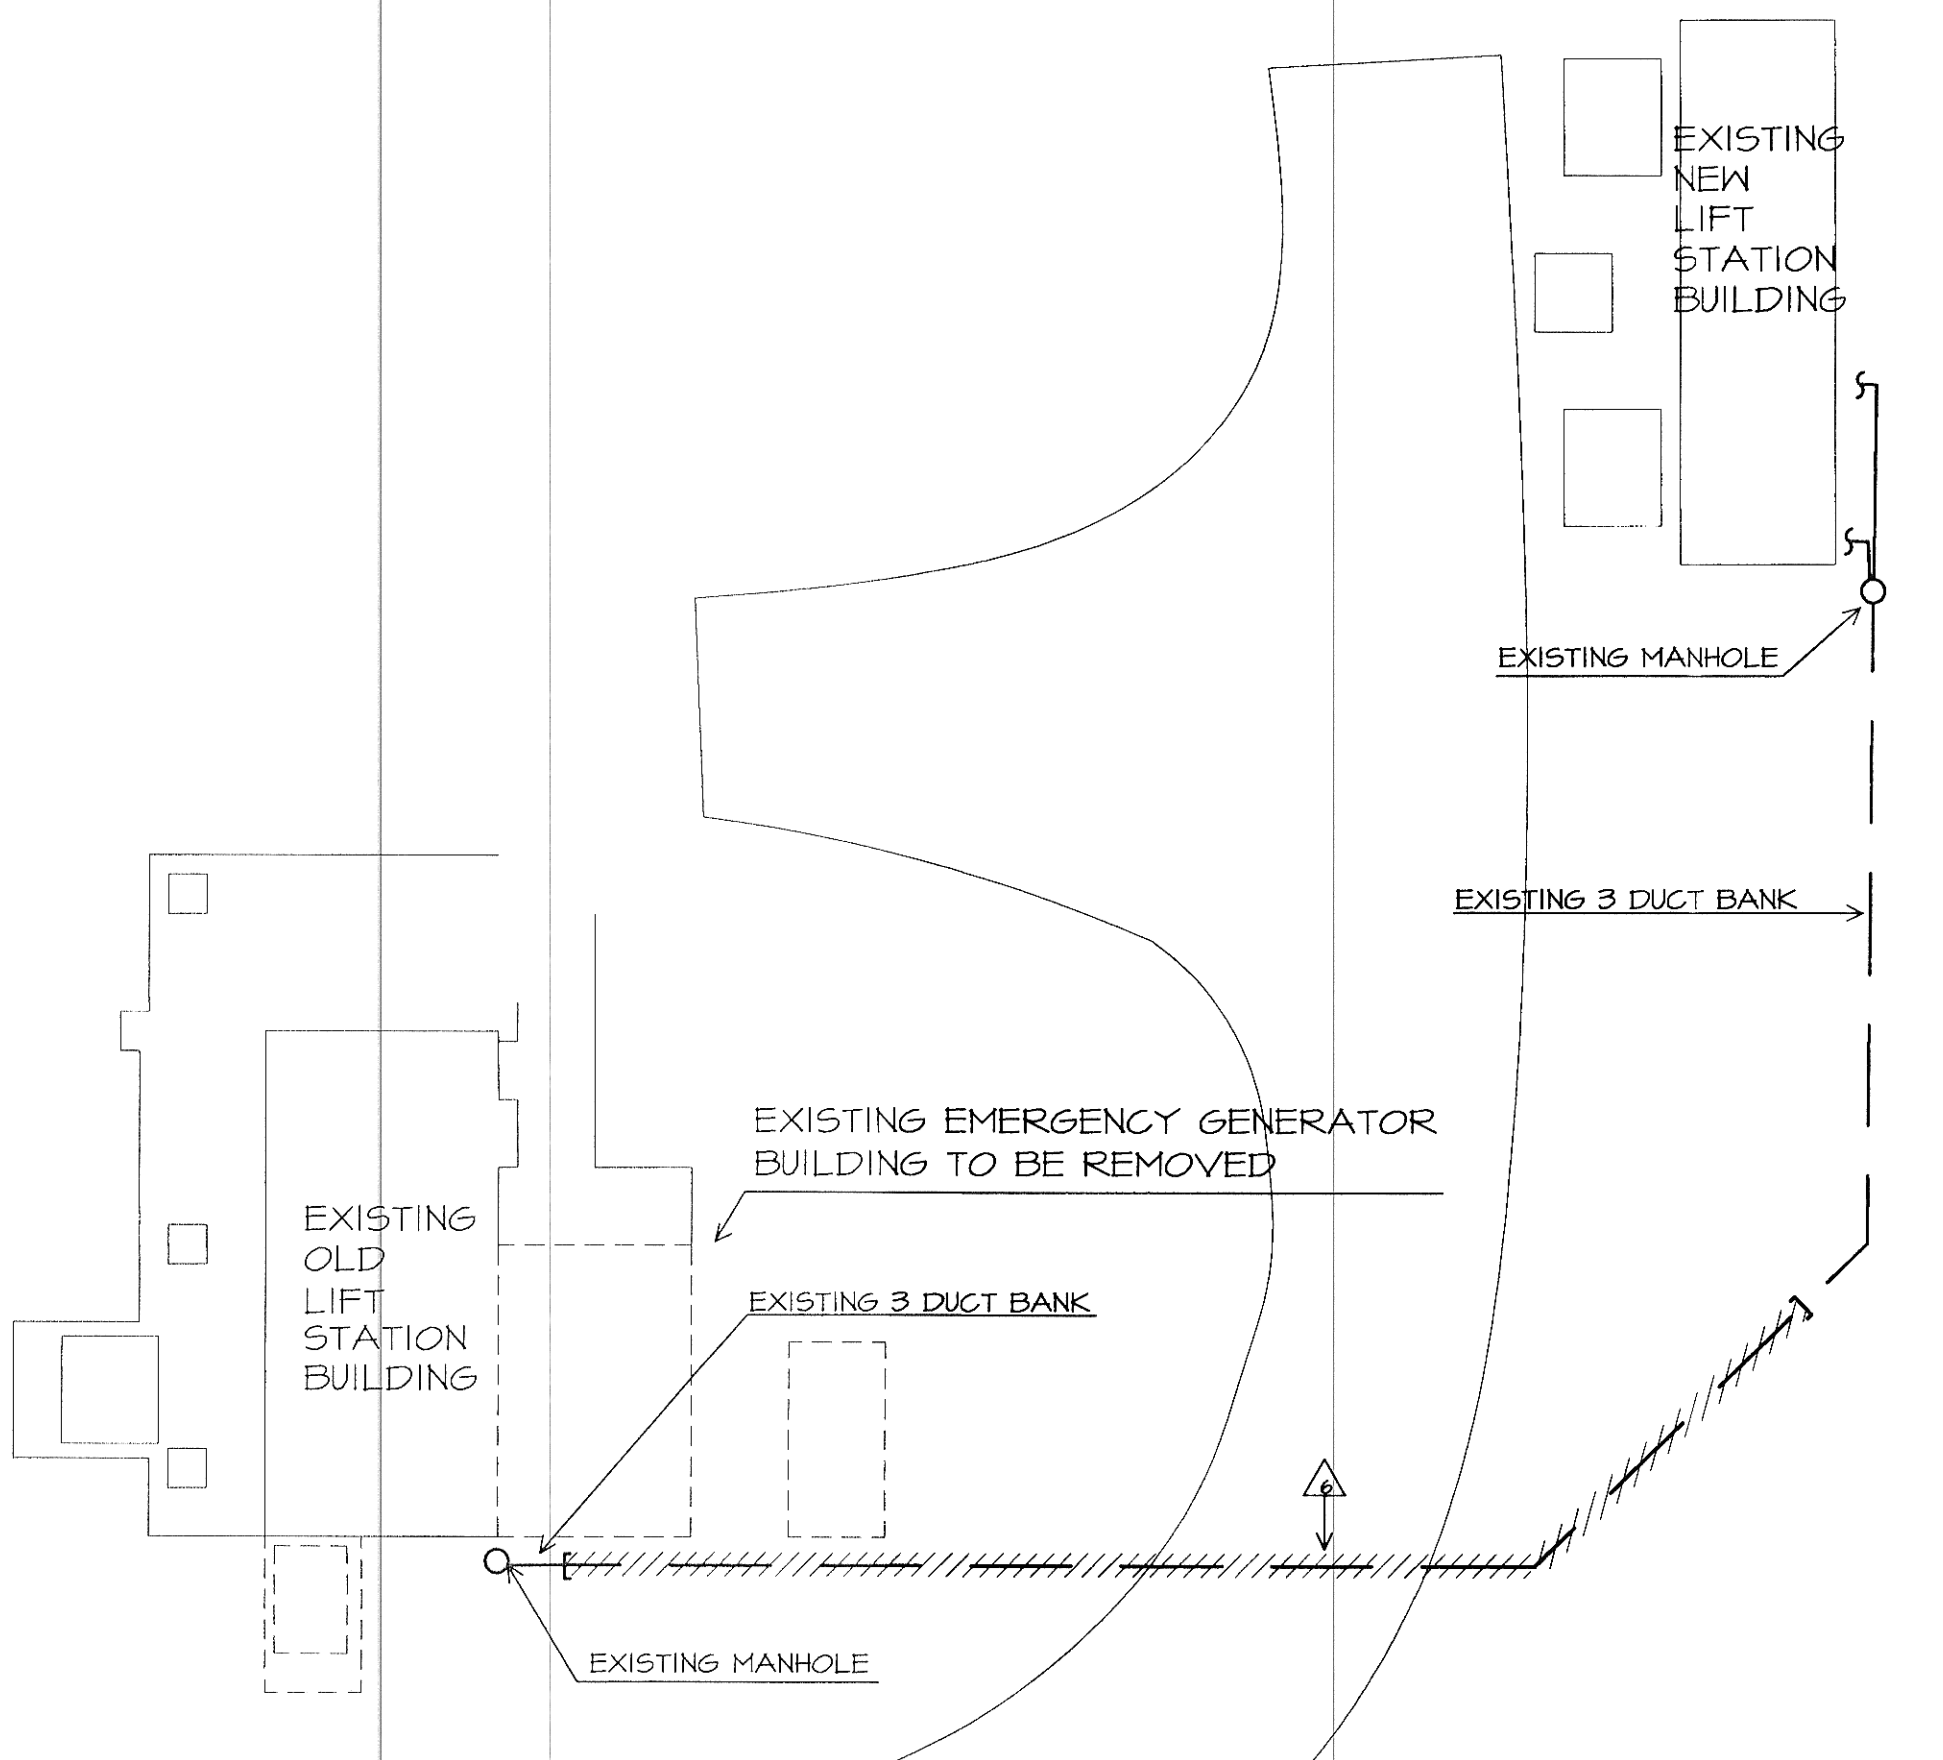 EXISTING
NEW
LIFT
STATION
BUILDING
EXISTING MANHOLE
EXISTING 3 DUCT BANK
EXISTING EMERGENCY GENERATOR
BUILDING TO BE REMOVED
EXISTING
OLD
LIFT
STATION
BUILDING
EXISTING 3 DUCT BANK
6
EXISTING MANHOLE